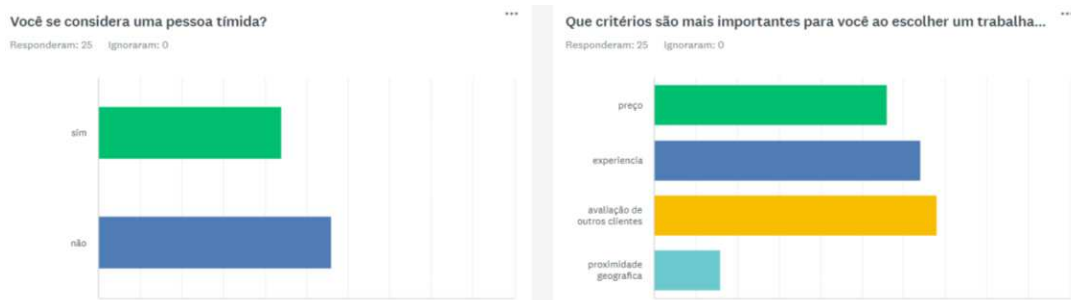 Você se considera uma pessoa tímida?
Responderam: 25 Ignoraram: 0
sim
não
Que critérios são mais importantes para você ao escolher um trabalha...
Responderam: 25 Ignoraram: 0
preço
experiencia
avaliação de
outros clientes
proximidade
geografica